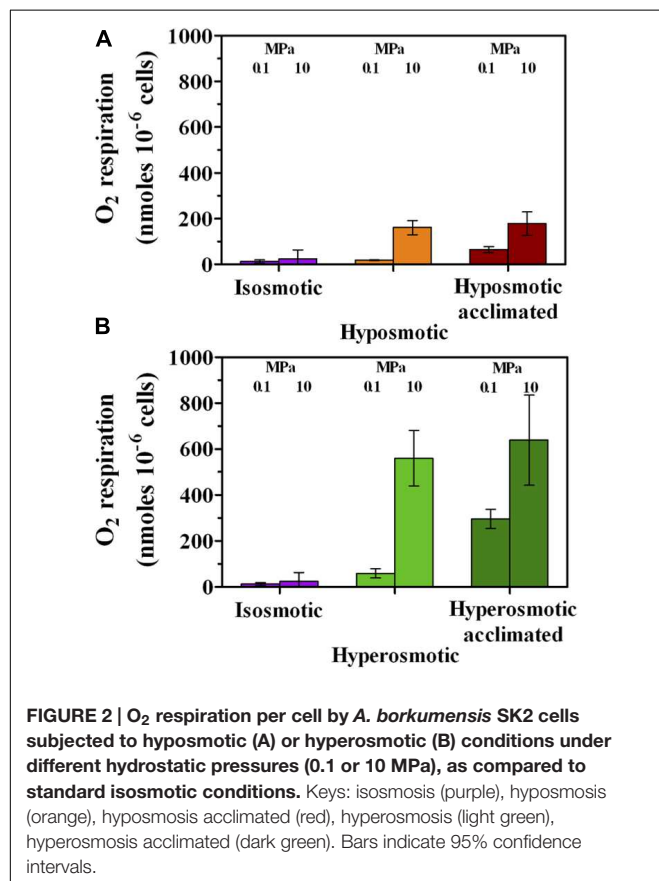 A
1000
800
600
400
200
0
O₂ respiration
(nmoles 10⁻⁶ cells)
MPa MPa MPa
0.1 10 0.1 10 0.1 10
Isosmotic
Hyposmotic
Hyposmotic
acclimated
B
1000
800
600
400
200
0
O₂ respiration
(nmoles 10⁻⁶ cells)
MPa MPa MPa
0.1 10 0.1 10 0.1 10
Isosmotic
Hyperosmotic
Hyperosmotic
acclimated
FIGURE 2 | O₂ respiration per cell by A. borkumensis SK2 cells
subjected to hyposmotic (A) or hyperosmotic (B) conditions under
different hydrostatic pressures (0.1 or 10 MPa), as compared to
standard isosmotic conditions. Keys: isosmosis (purple), hyposmosis
(orange), hyposmosis acclimated (red), hyperosmosis (light green),
hyperosmosis acclimated (dark green). Bars indicate 95% confidence
intervals.